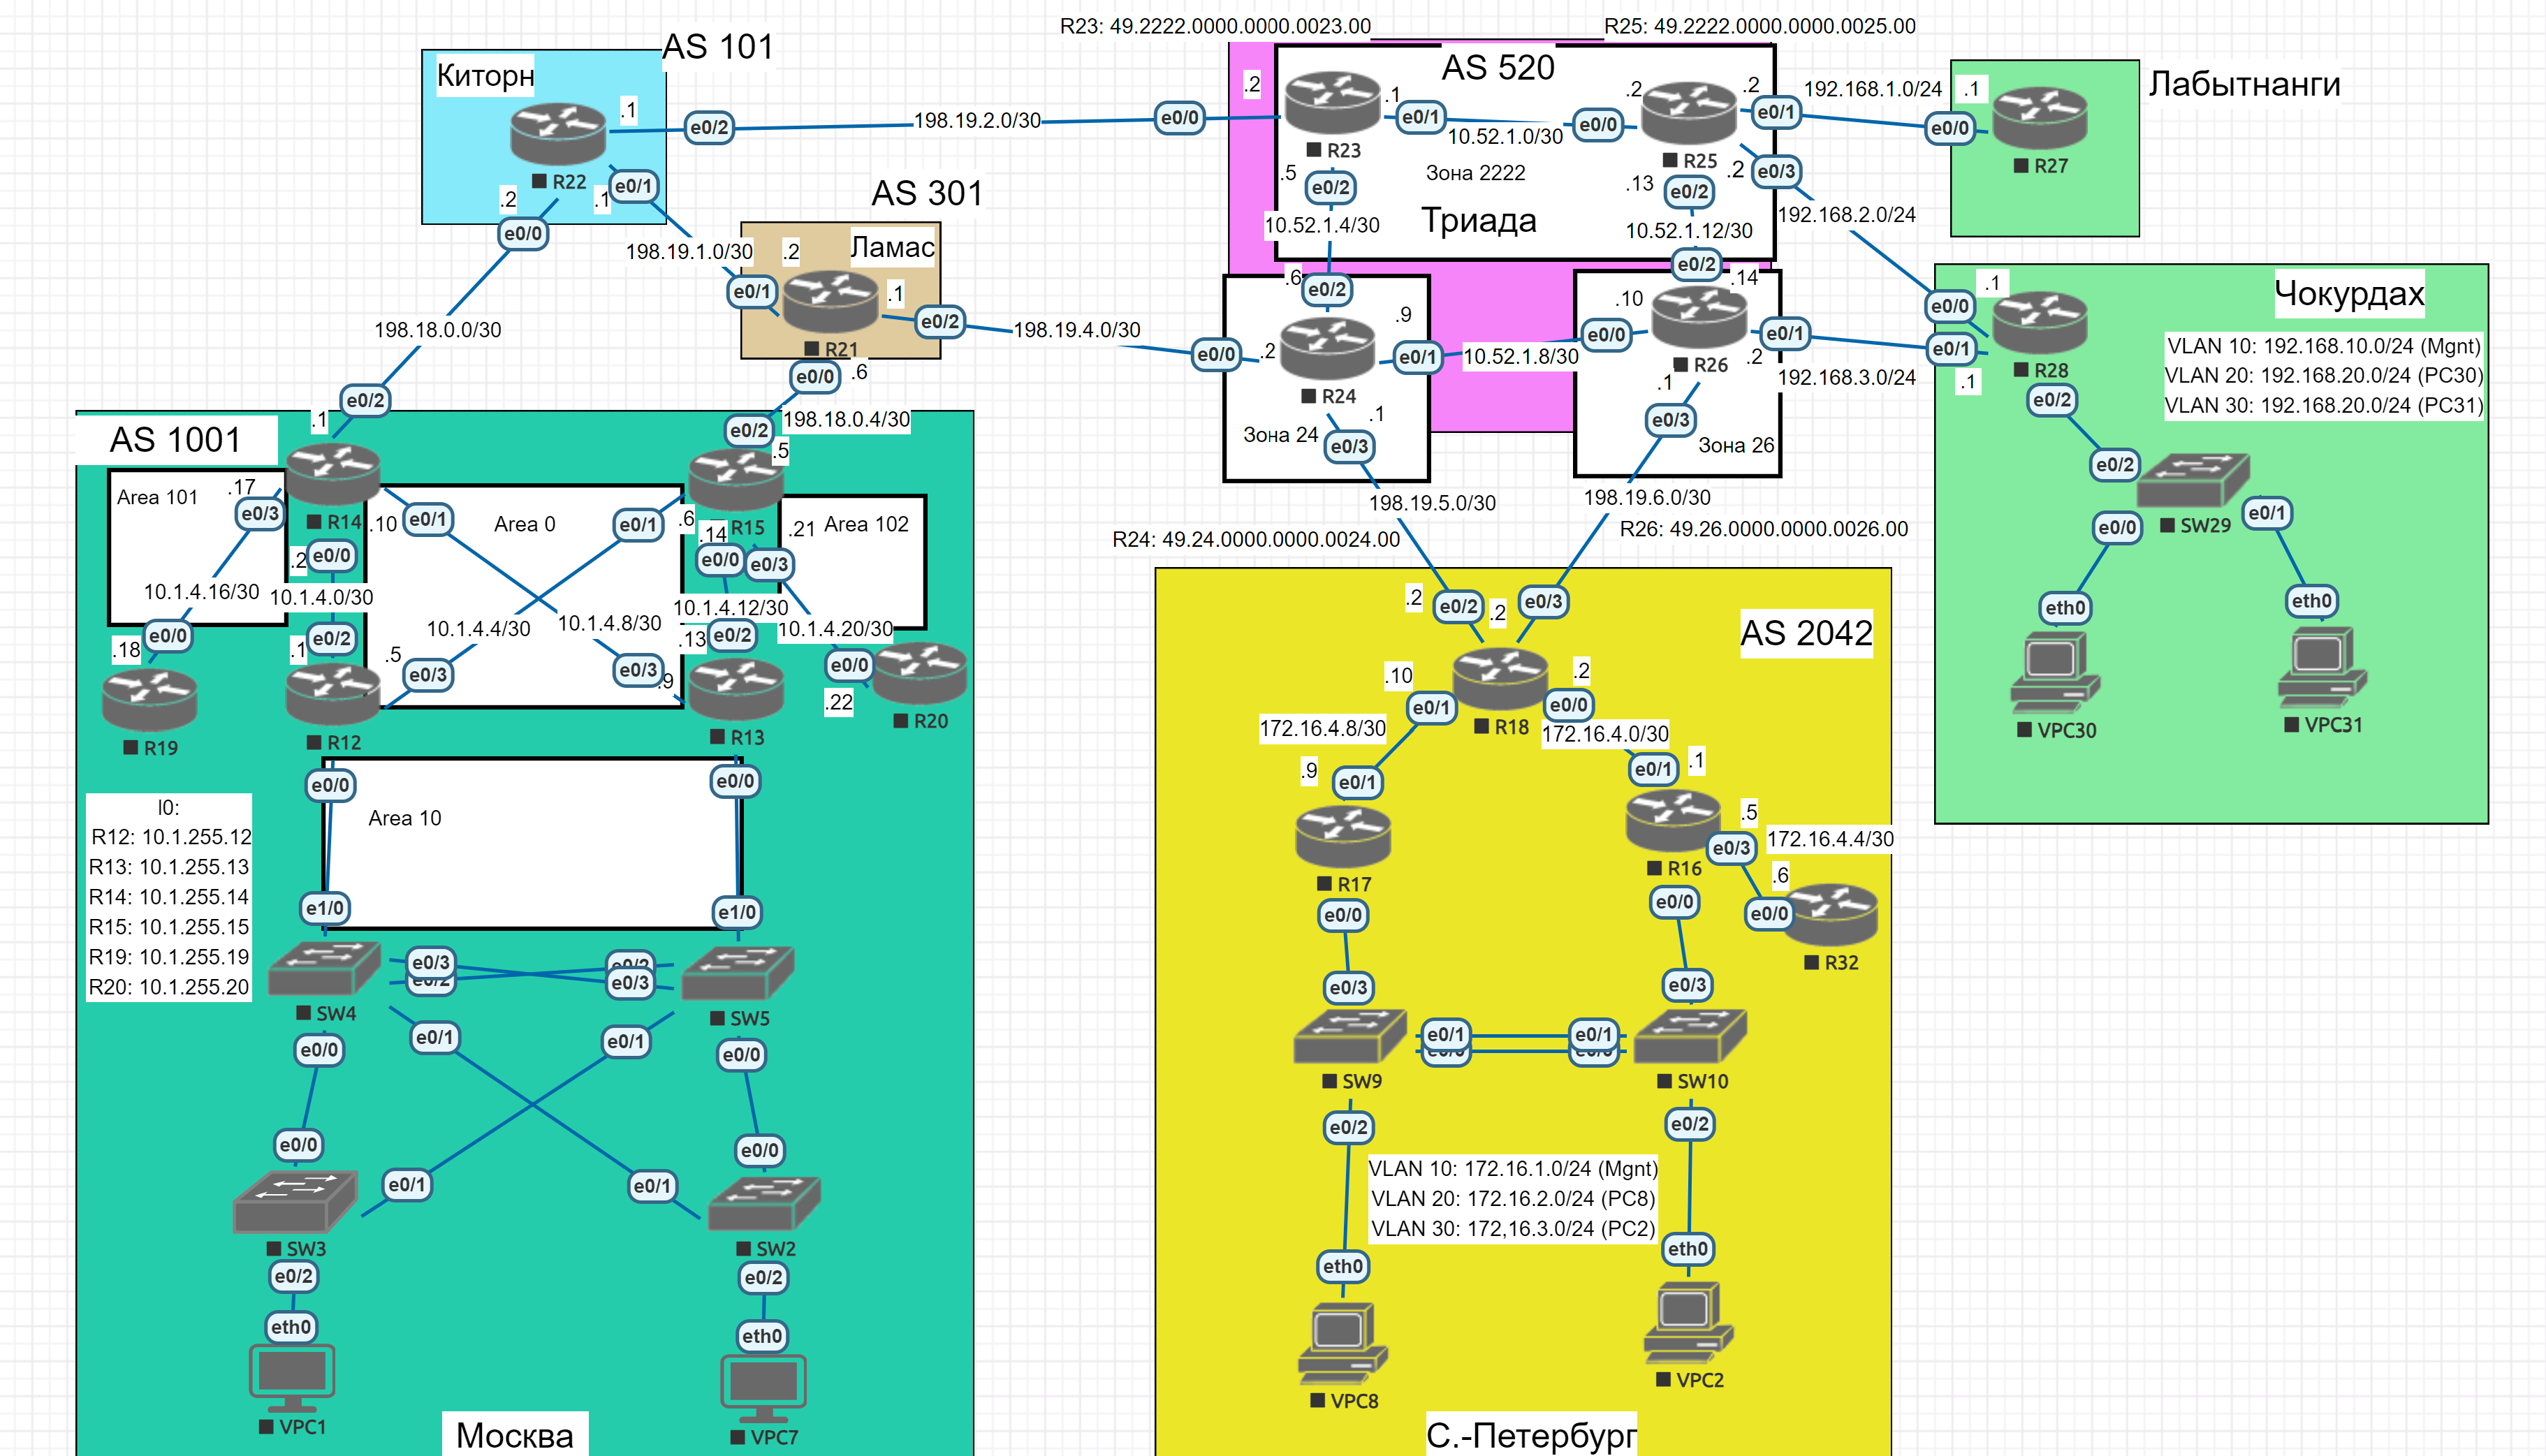 R23: 49.2222.0000.0000.0023.00
R25: 49.2222.0000.0000.0025.00
AS 101
Киторн
.1
e0/2
198.19.2.0/30
e0/0
.2
R22
.2
.1
e0/1
e0/0
198.19.1.0/30
198.18.0.0/30
AS 301
Ламас
.2
e0/1
.1
e0/2
R21
e0/0
.6
198.19.4.0/30
e0/0
198.18.0.4/30
AS 520
R23
.1
e0/1
10.52.1.0/30
e0/0
.2
R25
.2
e0/1
192.168.1.0/24
.1
e0/0
R27
Лабытнанги
.5
e0/2
Зона 2222
.13
e0/2
.2
e0/3
10.52.1.4/30
Триада
10.52.1.12/30
192.168.2.0/24
.6
e0/2
e0/2
.14
.2
R24
.9
e0/1
10.52.1.8/30
e0/0
.10
R26
.2
e0/1
192.168.3.0/24
Зона 24
.1
e0/3
.1
e0/3
Зона 26
198.19.5.0/30
198.19.6.0/30
R24: 49.24.0000.0000.0024.00
R26: 49.26.0000.0000.0026.00
Чокурдах
.1
e0/0
e0/1
.1
R28
VLAN 10: 192.168.10.0/24 (Mgnt)
VLAN 20: 192.168.20.0/24 (PC30)
VLAN 30: 192.168.20.0/24 (PC31)
e0/2
e0/2
SW29
e0/0
e0/1
eth0
eth0
VPC30
VPC31
AS 1001
.1
e0/2
e0/2
.5
Area 101
.17
e0/3
R14
.10
e0/1
Area 0
e0/1
.6
R15
.14
.21
Area 102
e0/0
.2
e0/0
e0/3
10.1.4.16/30
10.1.4.0/30
10.1.4.4/30
10.1.4.8/30
10.1.4.12/30
10.1.4.20/30
e0/0
.18
e0/2
.1
.5
e0/3
e0/3
.9
.13
e0/2
e0/0
.22
R19
R12
R13
R20
e0/0
e0/0
Area 10
l0:
R12: 10.1.255.12
R13: 10.1.255.13
R14: 10.1.255.14
R15: 10.1.255.15
R19: 10.1.255.19
R20: 10.1.255.20
e1/0
e1/0
e0/3
e0/2
e0/2
e0/3
SW4
SW5
e0/0
e0/1
e0/1
e0/0
e0/0
e0/1
e0/1
e0/0
SW3
SW2
e0/2
e0/2
eth0
eth0
VPC1
VPC7
Москва
AS 2042
.2
e0/2
.2
e0/3
.10
e0/1
R18
.2
e0/0
172.16.4.8/30
172.16.4.0/30
.9
e0/1
e0/1
.1
R17
R16
.5
e0/3
172.16.4.4/30
.6
e0/0
R32
e0/0
e0/0
e0/3
e0/3
e0/1
e0/1
SW9
SW10
e0/2
e0/2
VLAN 10: 172.16.1.0/24 (Mgnt)
VLAN 20: 172.16.2.0/24 (PC8)
VLAN 30: 172,16.3.0/24 (PC2)
eth0
eth0
VPC8
VPC2
С.-Петербург